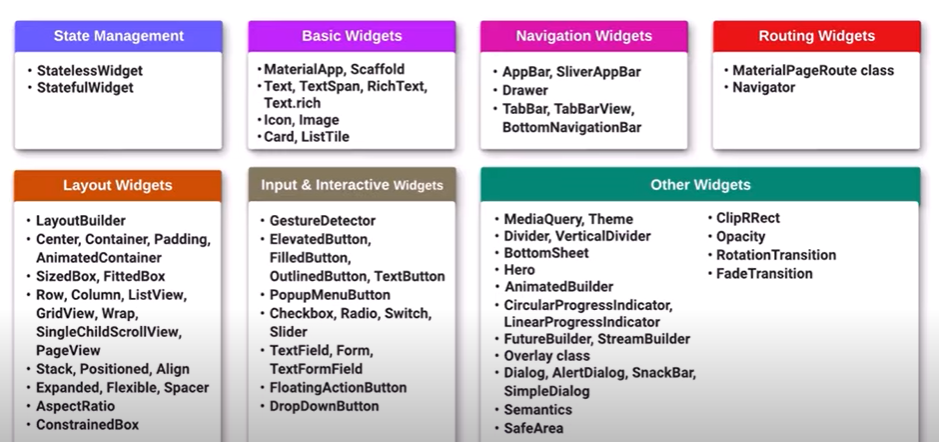 State Management
• StatelessWidget
• StatefulWidget
Basic Widgets
• MaterialApp, Scaffold
• Text, TextSpan, RichText,
Text.rich
• Icon, Image
• Card, ListTile
Navigation Widgets
• AppBar, SliverAppBar
• Drawer
• TabBar, TabBarView,
BottomNavigationBar
Routing Widgets
• MaterialPageRoute class
• Navigator
Layout Widgets
• LayoutBuilder
• Center, Container, Padding,
AnimatedContainer
• SizedBox, FittedBox
• Row, Column, ListView,
GridView, Wrap,
SingleChildScrollView,
PageView
• Stack, Positioned, Align
• Expanded, Flexible, Spacer
• AspectRatio
• ConstrainedBox
Input & Interactive Widgets
• GestureDetector
• ElevatedButton,
FilledButton,
OutlinedButton, TextButton
• PopupMenuButton
• Checkbox, Radio, Switch,
Slider
• TextField, Form,
TextFormField
• FloatingActionButton
• DropDownButton
Other Widgets
• MediaQuery, Theme
• Divider, VerticalDivider
• BottomSheet
• Hero
• AnimatedBuilder
• CircularProgressIndicator,
LinearProgressIndicator
• FutureBuilder, StreamBuilder
• Overlay class
• Dialog, AlertDialog, SnackBar,
SimpleDialog
• Semantics
• SafeArea
• ClipRRect
• Opacity
• RotationTransition
• FadeTransition